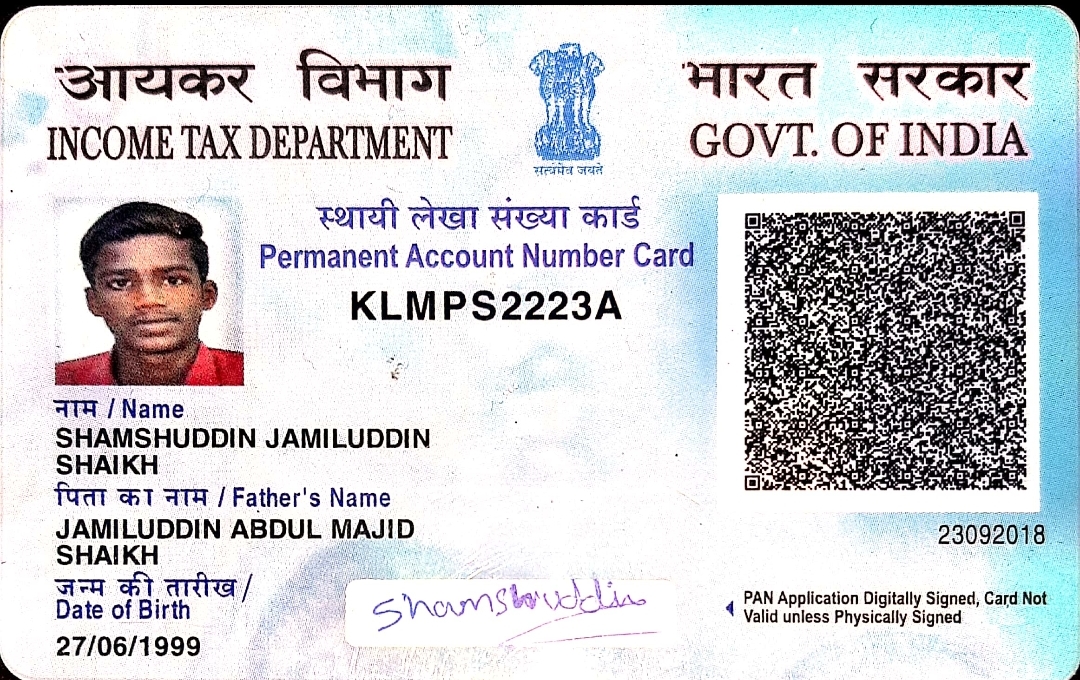 आयकर विभाग
INCOME TAX DEPARTMENT
सत्यमेव जयते
भारत सरकार
GOVT. OF INDIA
स्थायी लेखा संख्या कार्ड
Permanent Account Number Card
KLMPS2223A
नाम / Name
SHAMSHUDDIN JAMILUDDIN
SHAIKH
पिता का नाम / Father's Name
JAMILUDDIN ABDUL MAJID
SHAIKH
जन्म की तारीख /
Date of Birth
27/06/1999
Shamshuddin
23092018
PAN Application Digitally Signed, Card Not
Valid unless Physically Signed